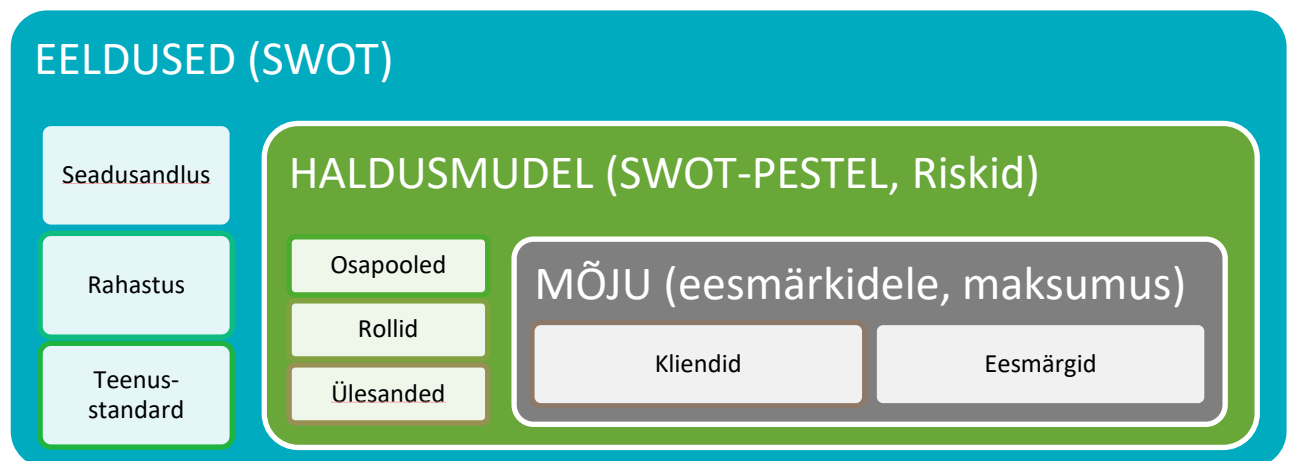 EELDUSED (SWOT)
Seadusandlus
Rahastus
Teenus-
standard
HALDUSMUDEL (SWOT-PESTEL, Riskid)
Osapooled
Rollid
Ülesanded
MÕJU (eesmärkidele, maksumus)
Kliendid
Eesmärgid